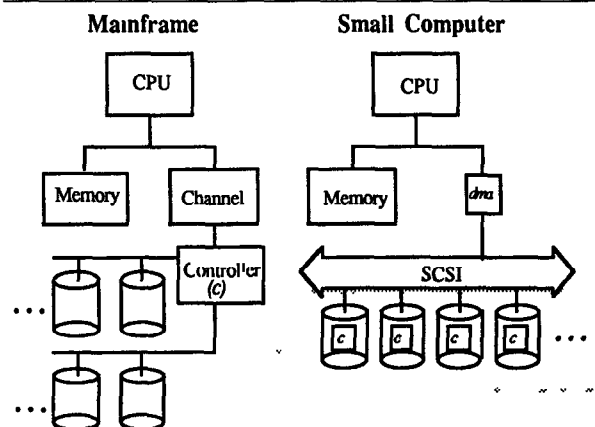 Mainframe
CPU
Memory
Channel
Controller
(c)
...
...
Small Computer
CPU
Memory
dma
SCSI
c
c
c
c
...